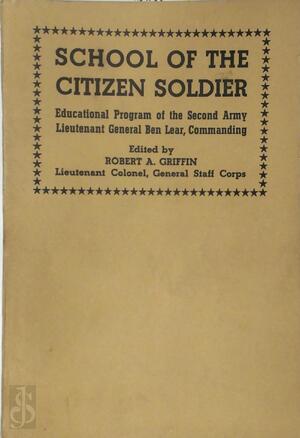 SCHOOL OF THE
CITIZEN SOLDIER
Educational Program of the Second Army
Lieutenant General Ben Lear, Commanding
Edited by
ROBERT A. GRIFFIN
Lieutenant Colonel, General Staff Corps